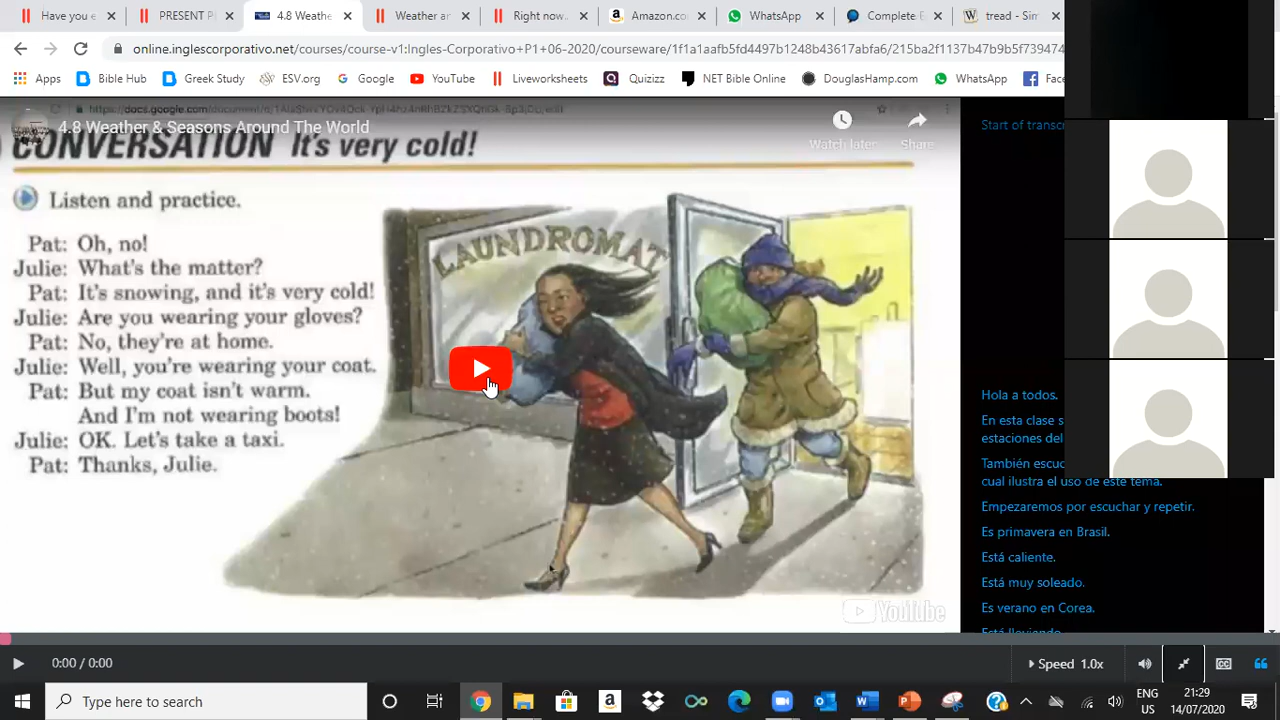 Have you e
PRESENT P
4.8 Weathe
Weather ar
Right now..
Amazon.co
WhatsApp
Complete E
tread - Sim
online.inglescorporativo.net/courses/course-v1:Ingles-Corporativo+P1+06-2020/courseware/1f1a1aafb5fd4497b1248b43617abfa6/215ba2f1137b47b9b5f739474
Apps
Bible Hub
Greek Study
ESV.org
Google
YouTube
Liveworksheets
Quizizz
NET Bible Online
DouglasHamp.com
WhatsApp
Face
4.8 Weather & Seasons Around The World
Watch later
Share
CONVERSATION It's very cold!
Listen and practice.
Pat: Oh, no!
Julie: What's the matter?
Pat: It's snowing, and it's very cold!
Julie: Are you wearing your gloves?
Pat: No, they're at home.
Julie: Well, you're wearing your coat.
Pat: But my coat isn't warm.
And I'm not wearing boots!
Julie: OK. Let's take a taxi.
Pat: Thanks, Julie.
LAUNDROMAT
YouTube
Start of transcr
Hola a todos.
En esta clase s
estaciones del
También escuc
cual ilustra el uso de este tema.
Empezaremos por escuchar y repetir.
Es primavera en Brasil.
Está caliente.
Está muy soleado.
Es verano en Corea.
Está lloviendo.
0:00 / 0:00
Speed 1.0x
Type here to search
ENG
US
21:29
14/07/2020